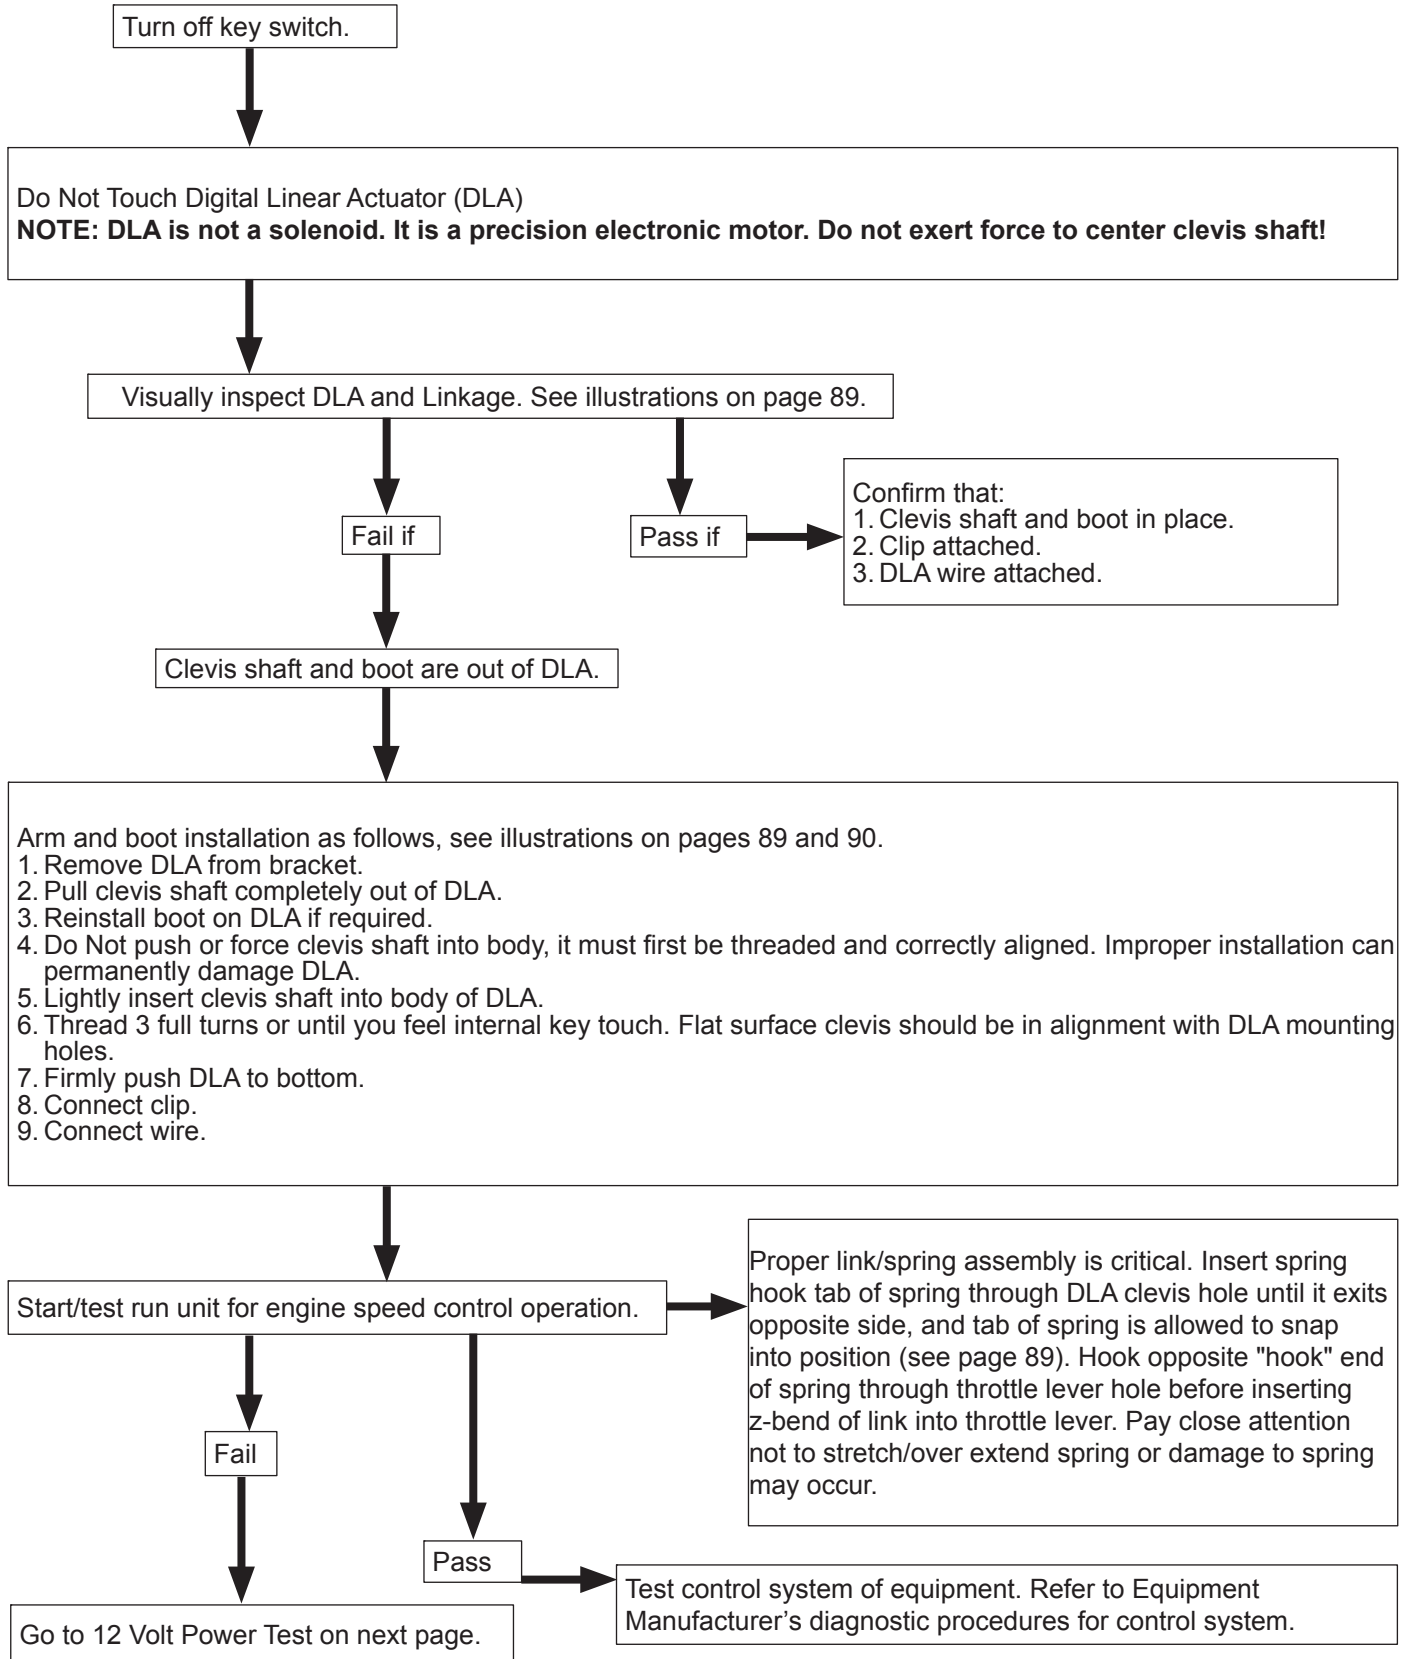 Turn off key switch.
Do Not Touch Digital Linear Actuator (DLA)
NOTE: DLA is not a solenoid. It is a precision electronic motor. Do not exert force to center clevis shaft!
Visually inspect DLA and Linkage. See illustrations on page 89.
Fail if
Pass if
Confirm that:
1. Clevis shaft and boot in place.
2. Clip attached.
3. DLA wire attached.
Clevis shaft and boot are out of DLA.
Arm and boot installation as follows, see illustrations on pages 89 and 90.
1. Remove DLA from bracket.
2. Pull clevis shaft completely out of DLA.
3. Reinstall boot on DLA if required.
4. Do Not push or force clevis shaft into body, it must first be threaded and correctly aligned. Improper installation can
permanently damage DLA.
5. Lightly insert clevis shaft into body of DLA.
6. Thread 3 full turns or until you feel internal key touch. Flat surface clevis should be in alignment with DLA mounting
holes.
7. Firmly push DLA to bottom.
8. Connect clip.
9. Connect wire.
Start/test run unit for engine speed control operation.
Proper link/spring assembly is critical. Insert spring
hook tab of spring through DLA clevis hole until it exits
opposite side, and tab of spring is allowed to snap
into position (see page 89). Hook opposite "hook" end
of spring through throttle lever hole before inserting
z-bend of link into throttle lever. Pay close attention
not to stretch/over extend spring or damage to spring
may occur.
Fail
Pass
Test control system of equipment. Refer to Equipment
Manufacturer’s diagnostic procedures for control system.
Go to 12 Volt Power Test on next page.